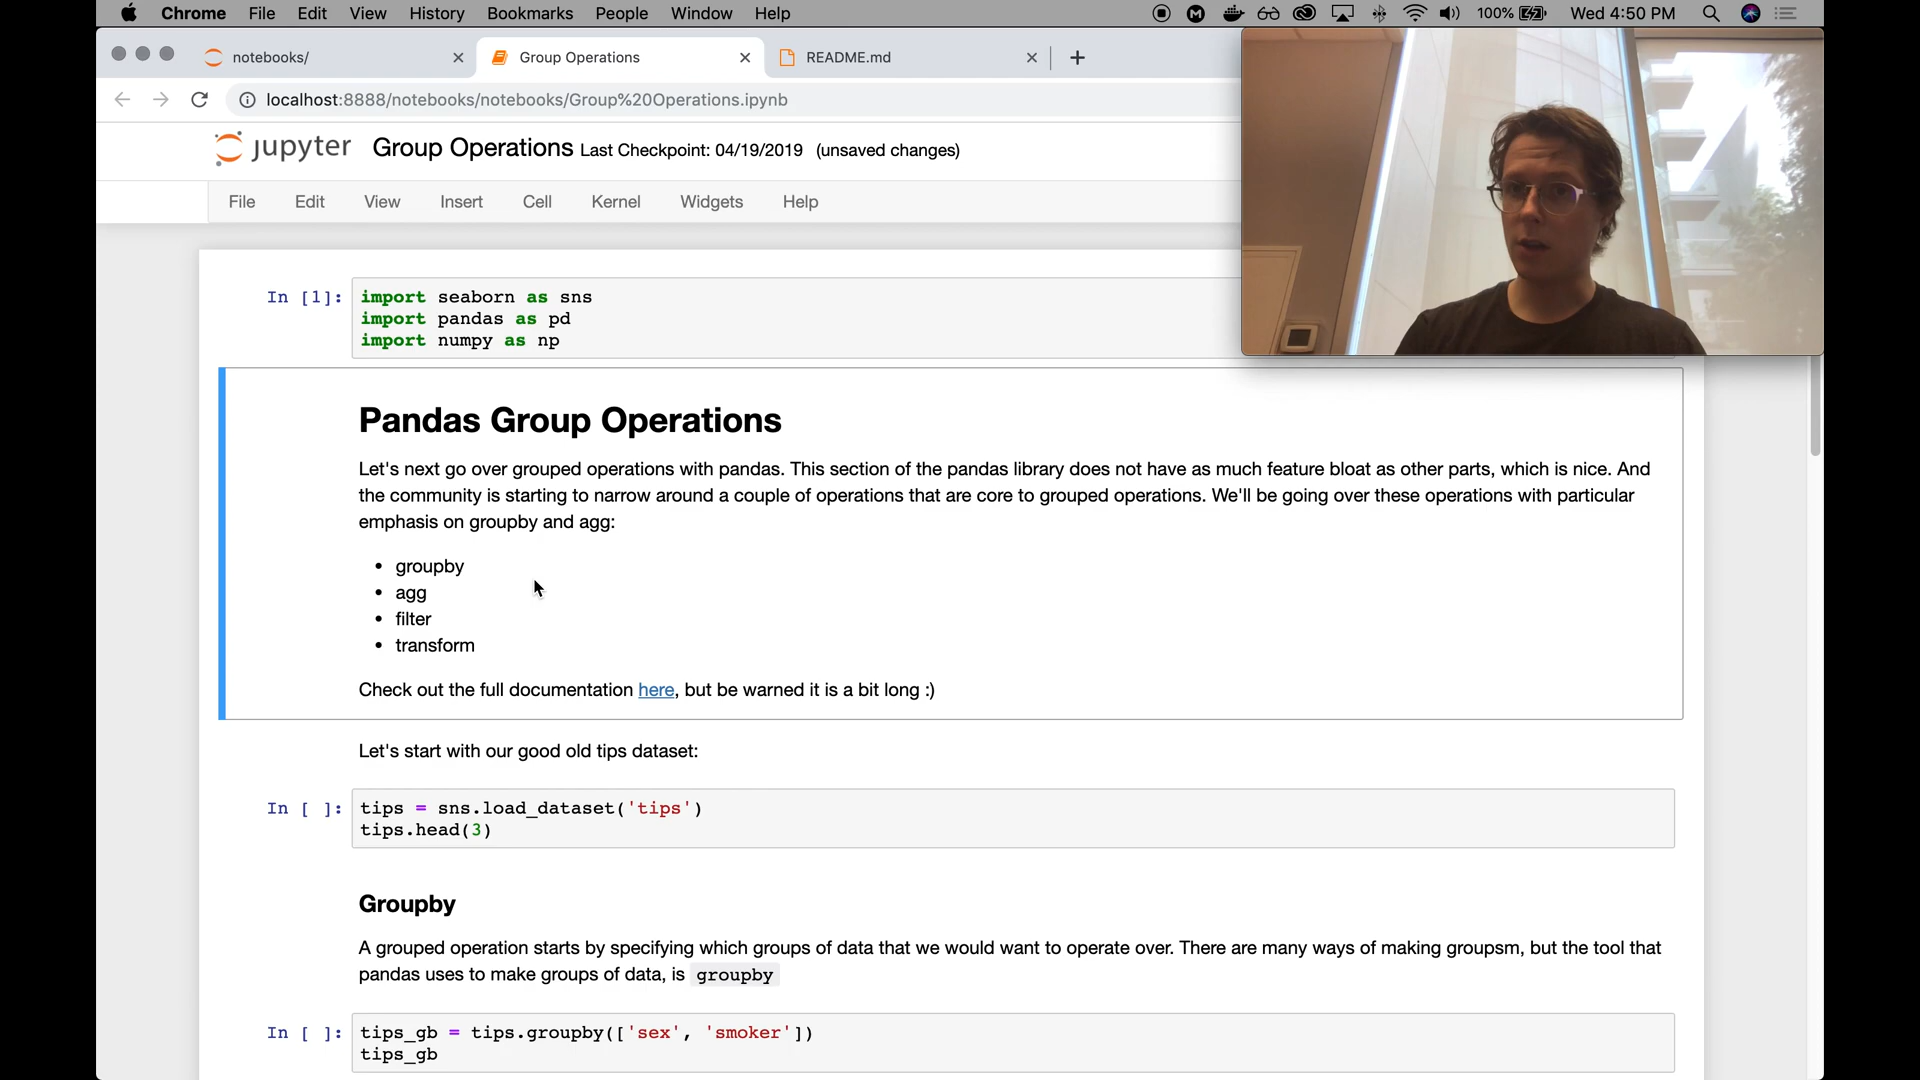 Chrome File Edit View History Bookmarks People Window Help 100% Wed 4:50 PM
notebooks/ Group Operations README.md
localhost:8888/notebooks/notebooks/Group%20Operations.ipynb
jupyter Group Operations Last Checkpoint: 04/19/2019 (unsaved changes)
File Edit View Insert Cell Kernel Widgets Help
In [1]: import seaborn as sns
import pandas as pd
import numpy as np
Pandas Group Operations
Let's next go over grouped operations with pandas. This section of the pandas library does not have as much feature bloat as other parts, which is nice. And
the community is starting to narrow around a couple of operations that are core to grouped operations. We'll be going over these operations with particular
emphasis on groupby and agg:
• groupby
• agg
• filter
• transform
Check out the full documentation here, but be warned it is a bit long :)
Let's start with our good old tips dataset:
In [ ]: tips = sns.load_dataset('tips')
tips.head(3)
Groupby
A grouped operation starts by specifying which groups of data that we would want to operate over. There are many ways of making groupsm, but the tool that
pandas uses to make groups of data, is groupby
In [ ]: tips_gb = tips.groupby(['sex', 'smoker'])
tips_gb